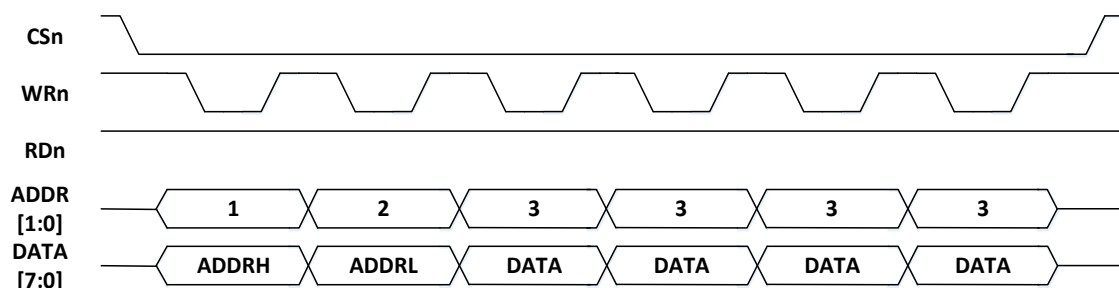 CSn
WRn
RDn
ADDR
[1:0]
1 2 3 3 3 3
DATA
[7:0]
ADDRH ADDRL DATA DATA DATA DATA